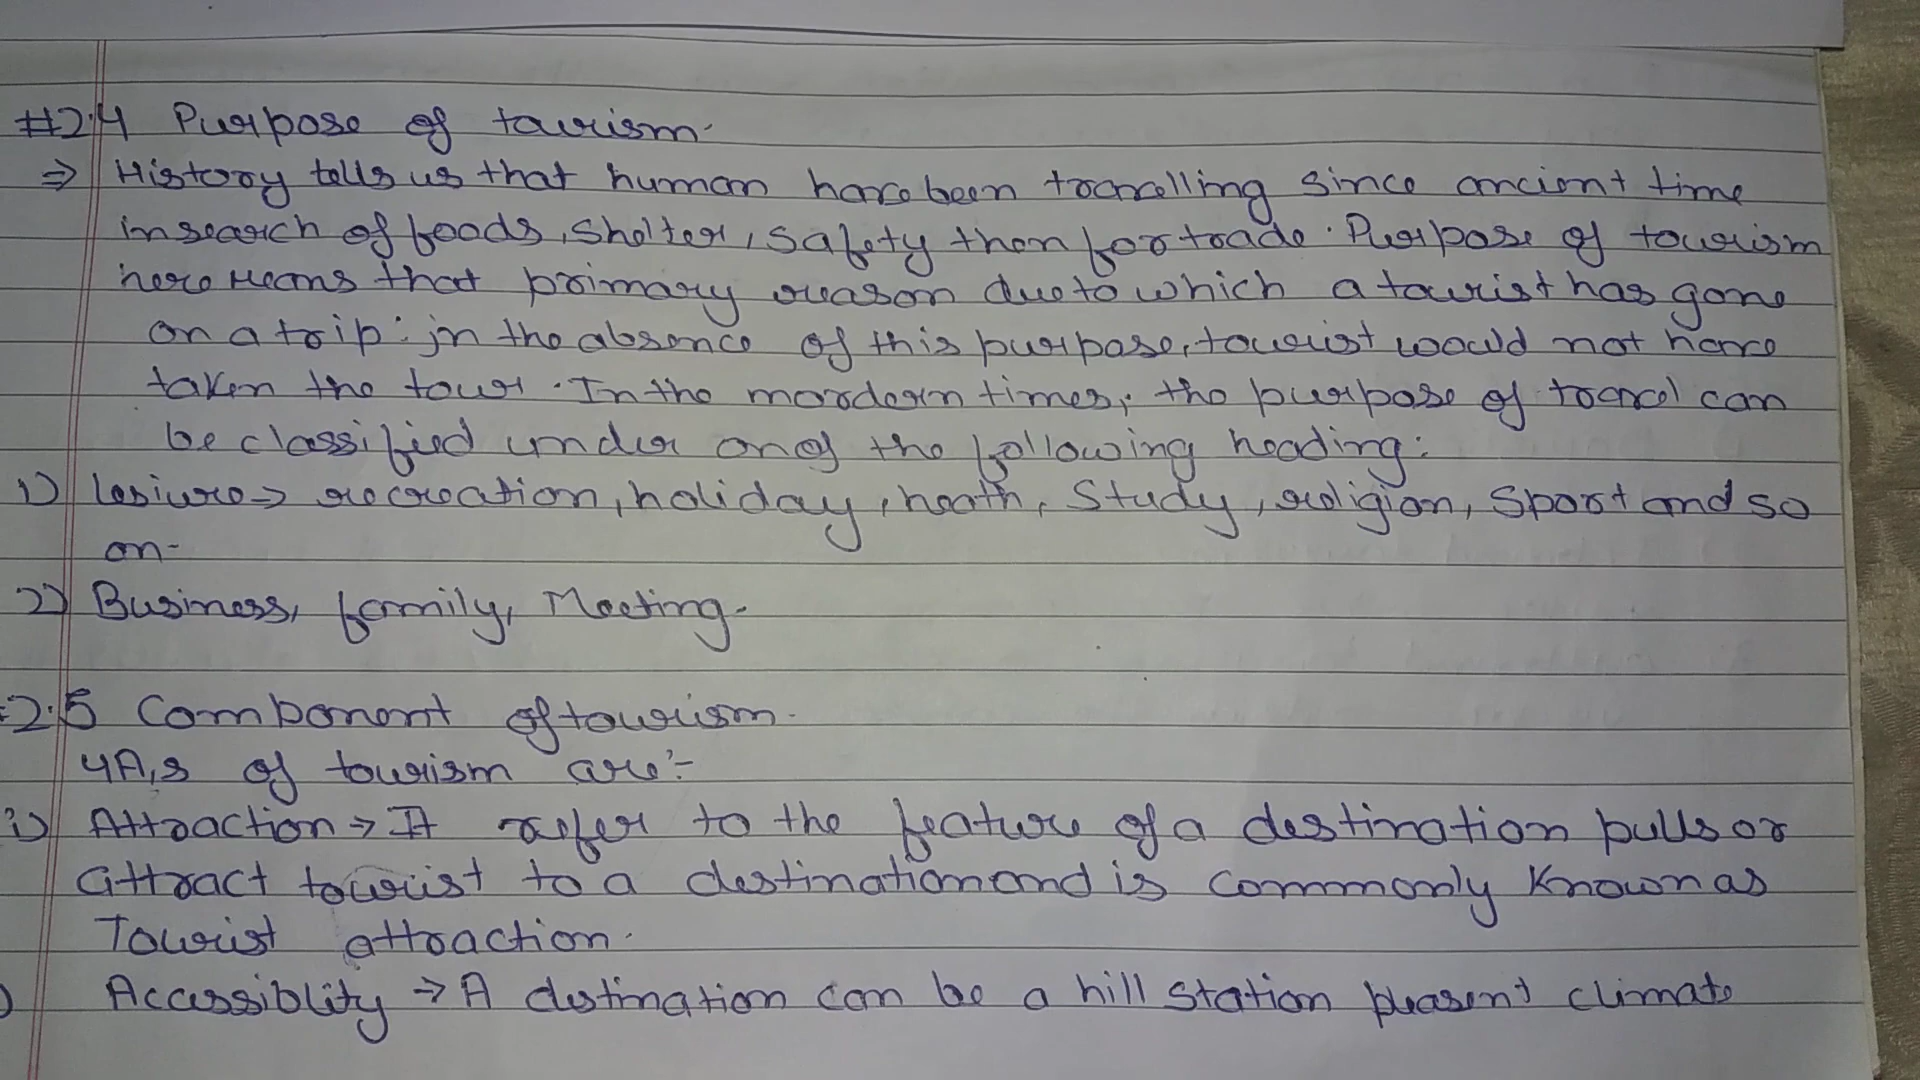 #2.4 Purpose of tourism.
⇒ History tells us that human have been travelling since ancient time
in search of foods, shelter, safety then for trade. Purpose of tourism
here means that primary reason due to which a tourist has gone
on a trip. in the absence of this purpose, tourist would not have
taken the tour. In the mordern times, the purpose of travel can
be classified under on of the following heading:
1) Lesiure → recreation, holiday, heath, Study, religion, Sport and so
on-
2) Business, family, Meeting.
2.5 Component of tourism.
4A,s of tourism are:-
i) Attraction → It refer to the feature of a destination pulls or
attract tourist to a destination and is commonly known as
Tourist attraction.
) Accessiblity → A destination can be a hill station pleasent climate